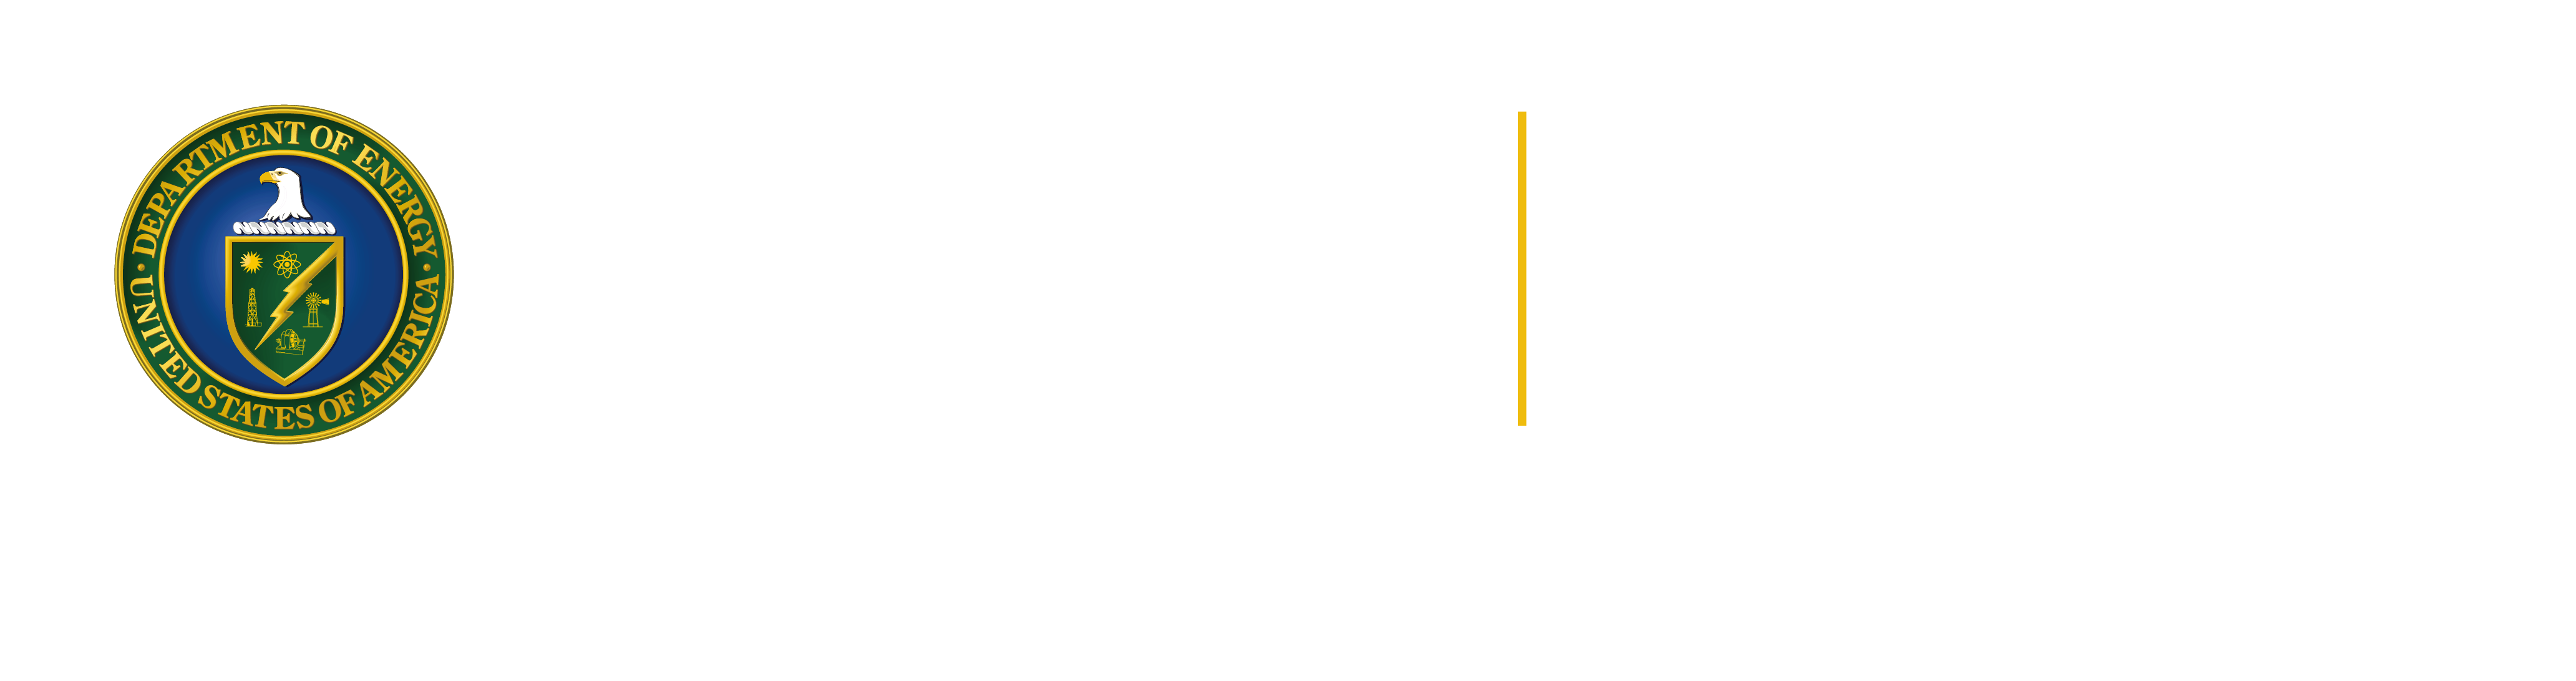 DEPARTMENT OF ENERGY
UNITED STATES OF AMERICA